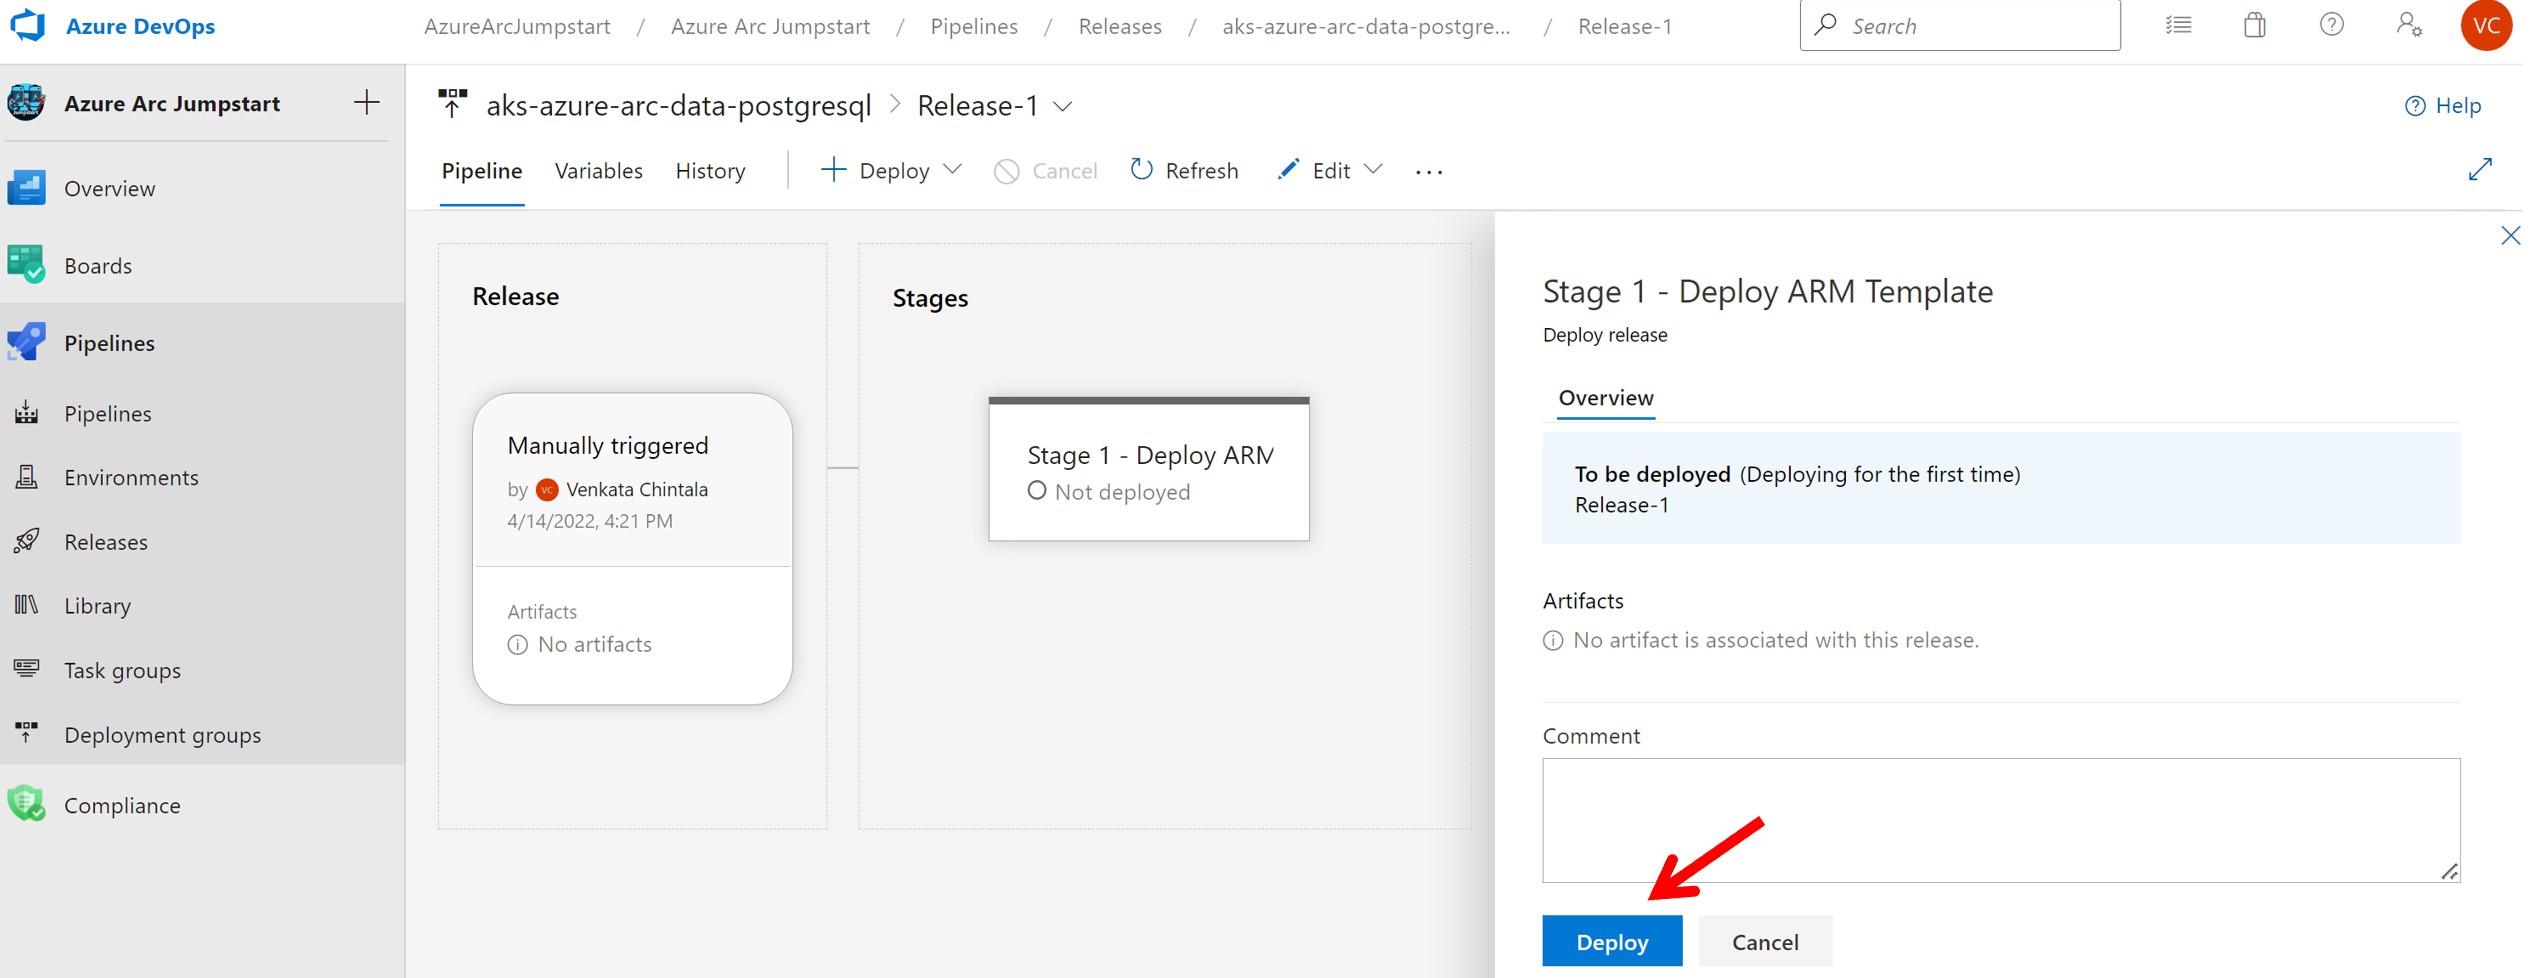 Azure DevOps
AzureArcJumpstart / Azure Arc Jumpstart / Pipelines / Releases / aks-azure-arc-data-postgre... / Release-1
Search
VC
Azure Arc Jumpstart
Overview
Boards
Pipelines
Pipelines
Environments
Releases
Library
Task groups
Deployment groups
Compliance
aks-azure-arc-data-postgresql > Release-1
Help
Pipeline Variables History Deploy Cancel Refresh Edit ...
Release
Manually triggered
by VC Venkata Chintala
4/14/2022, 4:21 PM
Artifacts
No artifacts
Stages
Stage 1 - Deploy ARM
Not deployed
Stage 1 - Deploy ARM Template
Deploy release
Overview
To be deployed (Deploying for the first time)
Release-1
Artifacts
No artifact is associated with this release.
Comment
Deploy Cancel